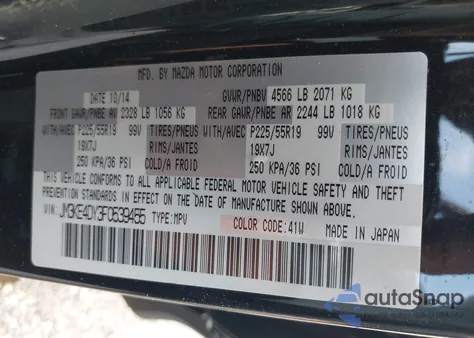 MFD. BY MAZDA MOTOR CORPORATION
DATE 10/14 GVWR/PNBV 4566 LB 2071 KG
FRONT GAWR/PNBE AV 2328 LB 1056 KG REAR GAWR/PNBE AR 2244 LB 1018 KG
WITH/AVEC P225/55R19 99V TIRES/PNEUS WITH/AVEC P225/55R19 99V TIRES/PNEUS
19X7J RIMS/JANTES 19X7J RIMS/JANTES
250 KPA/36 PSI COLD/A FROID 250 KPA/36 PSI COLD/A FROID
THIS VEHICLE CONFORMS TO ALL APPLICABLE FEDERAL MOTOR VEHICLE SAFETY AND THEFT
PREVENTION STANDARDS IN EFFECT ON THE DATE OF MANUFACTURE SHOWN ABOVE.
VIN: JM3KE4DY3F0539455 TYPE: MPV COLOR CODE: 41W MADE IN JAPAN
autoSnap